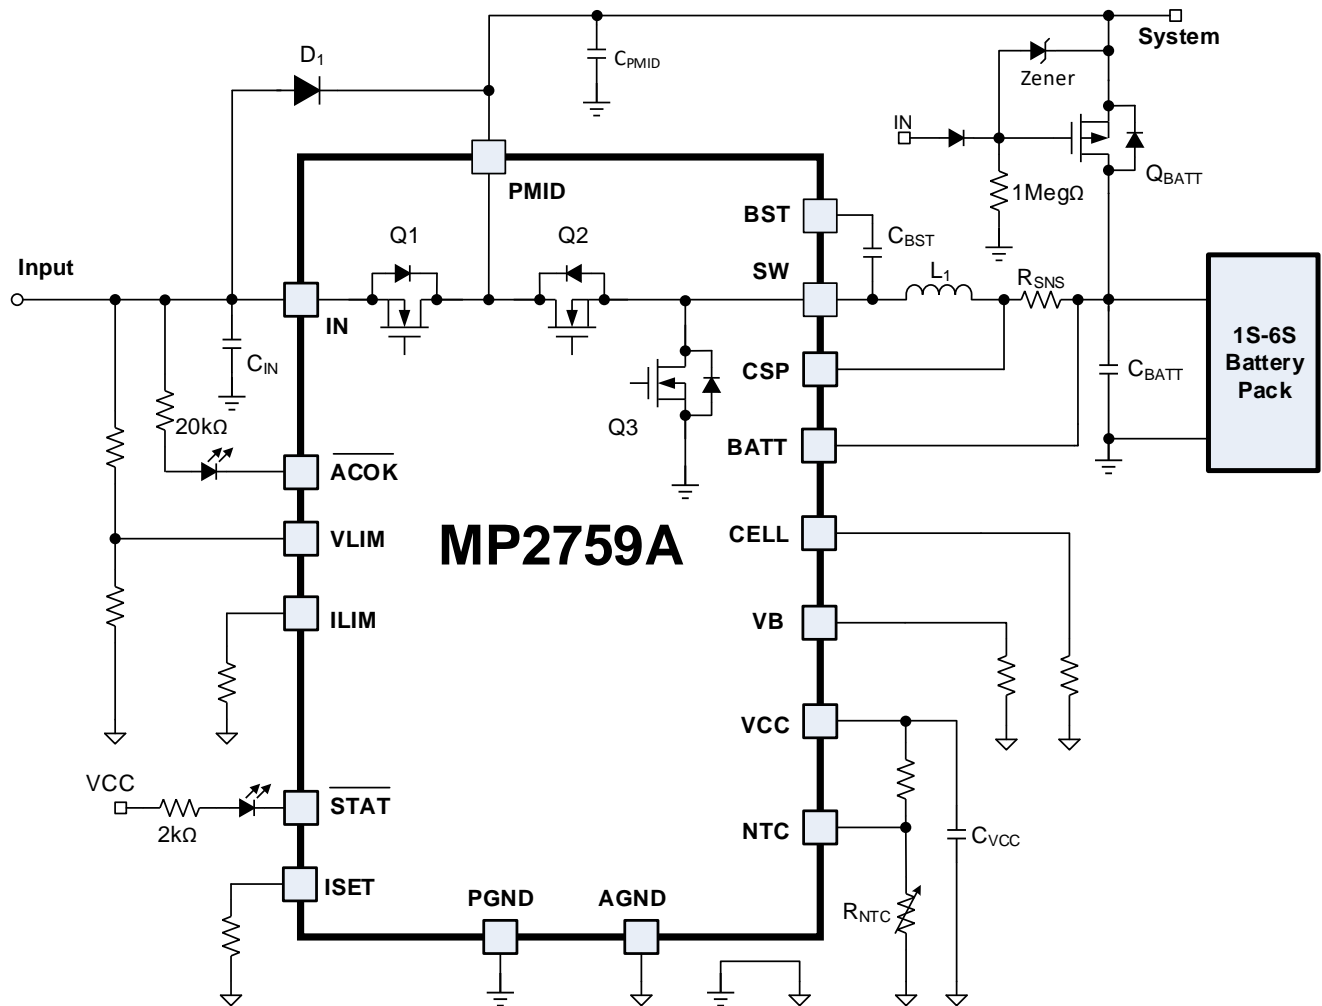 System
D1
CPMID
Zener
IN
QBATT
1MegΩ
PMID
BST
CBST
Q1
Q2
SW
L1
RSNS
Input
IN
CIN
CSP
CBATT
1S-6S
Battery
Pack
20kΩ
Q3
BATT
ACOK
MP2759A
VLIM
CELL
ILIM
VB
VCC
VCC
STAT
2kΩ
NTC
CVCC
ISET
PGND
AGND
RNTC